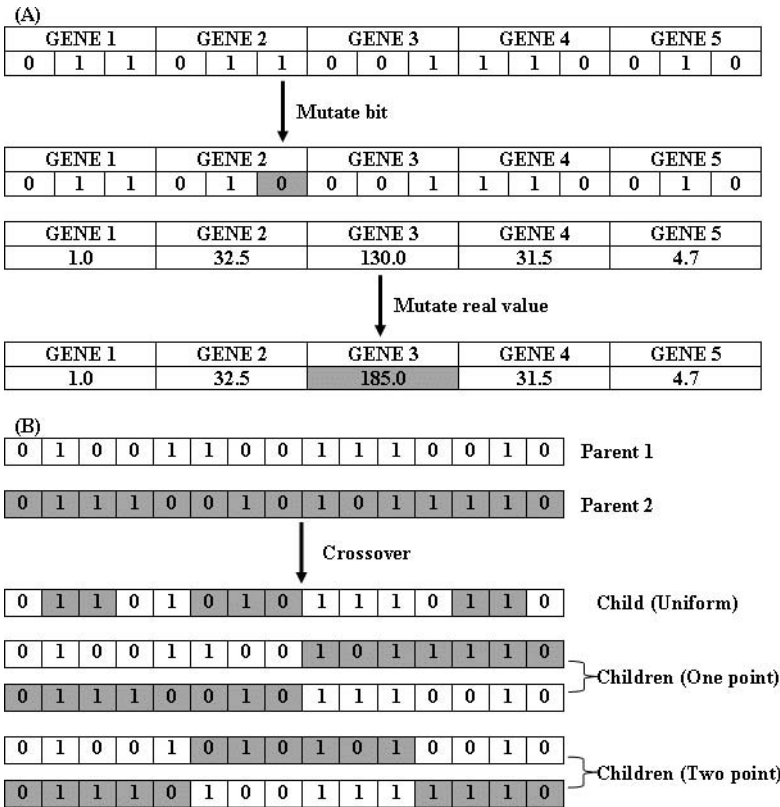 (A)
GENE 1 GENE 2 GENE 3 GENE 4 GENE 5
0 1 1 0 1 1 0 0 1 1 1 0 0 1 0
Mutate bit
GENE 1 GENE 2 GENE 3 GENE 4 GENE 5
0 1 1 0 1 0 0 0 1 1 1 0 0 1 0
GENE 1 GENE 2 GENE 3 GENE 4 GENE 5
1.0 32.5 130.0 31.5 4.7
Mutate real value
GENE 1 GENE 2 GENE 3 GENE 4 GENE 5
1.0 32.5 185.0 31.5 4.7
(B)
0 1 0 0 1 1 0 0 1 1 1 0 0 1 0 Parent 1
0 1 1 1 0 0 1 0 1 0 1 1 1 1 0 Parent 2
Crossover
0 1 1 0 1 0 1 0 1 1 1 0 1 1 0 Child (Uniform)
0 1 0 0 1 1 0 0 1 0 1 1 1 1 0
Children (One point)
0 1 1 1 0 0 1 0 1 1 1 0 0 1 0
0 1 0 0 1 0 1 0 1 0 1 0 0 1 0
Children (Two point)
0 1 1 1 0 1 0 0 1 1 1 1 1 1 0